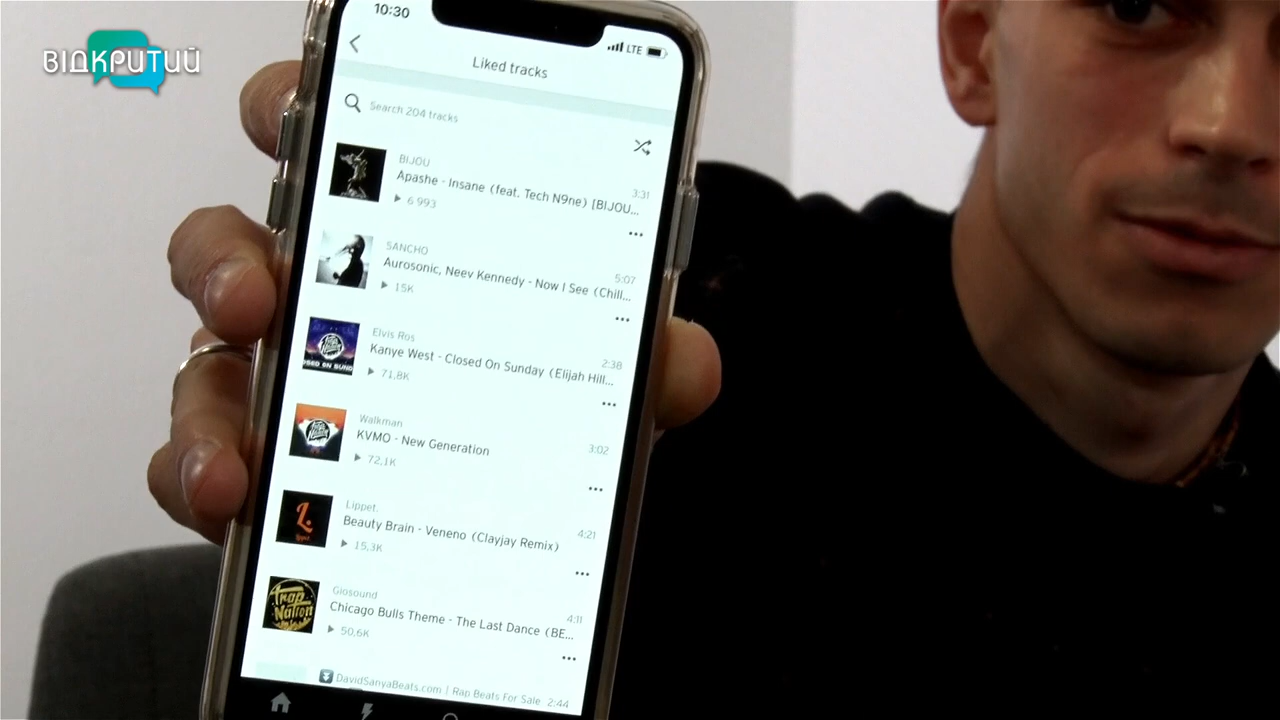 ВІДКРИТИЙ
10:30
LTE
Liked tracks
Search 204 tracks
BIJOU
Apashe - Insane (feat. Tech N9ne) [BIJOU...
3:31
6 993
SANCHO
Aurosonic, Neev Kennedy - Now I See (Chill...
5:07
15K
Elvis Ros
Kanye West - Closed On Sunday (Elijah Hill...
2:38
71,8K
Walkman
KVMO - New Generation
3:02
72,1K
Lippet.
Beauty Brain - Veneno (Clayjay Remix)
4:21
15,3K
Trap
Nation
Glosound
Chicago Bulls Theme - The Last Dance (BE...
4:11
50,6K
DavidSanyaBeats.com | Rap Beats For Sale
2:44